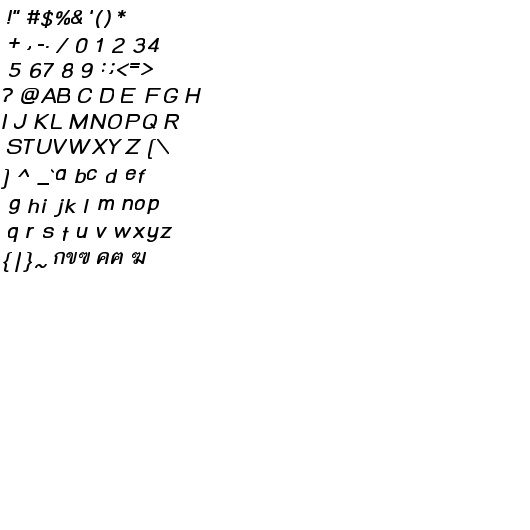 !" #$%& '()*
+ ,-. / 0 1 2 34
5 67 8 9 :;<=>
? @AB C D E F G H
I J KL MNOPQ R
STUVWXY Z [\
] ^ _`a bc d ef
g hi jk l m nop
q r s t u v wxyz
{|}~ กขฃ คฅ ฆ